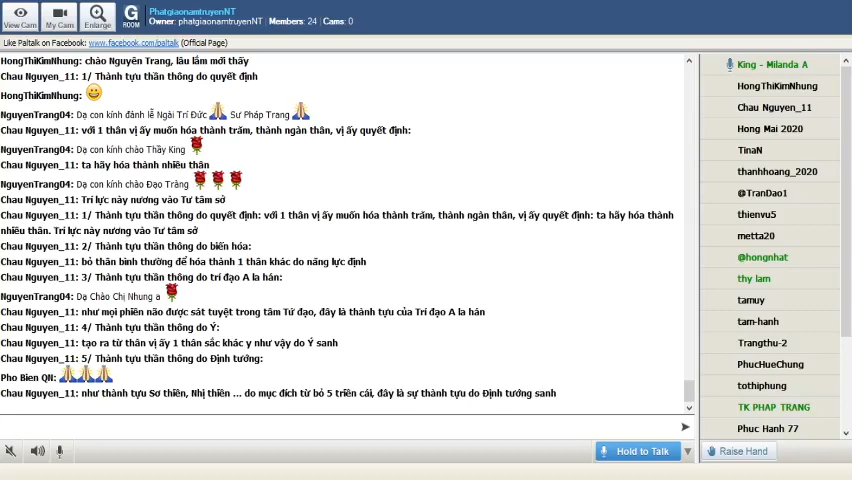 View Cam
My Cam
Enlarge
G
ROOM
PhatgiaonamtruyenNT
Owner: phatgiaonamtruyenNT | Members: 24 | Cams: 0
Like Paltalk on Facebook: www.facebook.com/paltalk (Official Page)
HongThiKimNhung: chào Nguyên Trang, lâu lắm mới thấy
Chau Nguyen_11: 1/ Thành tựu thần thông do quyết định
HongThiKimNhung:
NguyenTrang04: Dạ con kính đảnh lễ Ngài Trí Đức Sư Pháp Trang
Chau Nguyen_11: với 1 thân vị ấy muốn hóa thành trăm, thành ngàn thân, vị ấy quyết định:
NguyenTrang04: Dạ con kính chào Thầy King
Chau Nguyen_11: ta hãy hóa thành nhiều thân
NguyenTrang04: Dạ con kính chào Đạo Tràng
Chau Nguyen_11: Trí lực này nương vào Tư tâm sở
Chau Nguyen_11: 1/ Thành tựu thần thông do quyết định: với 1 thân vị ấy muốn hóa thành trăm, thành ngàn thân, vị ấy quyết định: ta hãy hóa thành
nhiều thân. Trí lực này nương vào Tư tâm sở
Chau Nguyen_11: 2/ Thành tựu thần thông do biến hóa:
Chau Nguyen_11: bỏ thân bình thường để hóa thành 1 thân khác do năng lực định
Chau Nguyen_11: 3/ Thành tựu thần thông do trí đạo A la hán:
NguyenTrang04: Dạ Chào Chị Nhung a
Chau Nguyen_11: như mọi phiền não được sát tuyệt trong tâm Tứ đạo, đây là thành tựu của Trí đạo A la hán
Chau Nguyen_11: 4/ Thành tựu thần thông do Ý:
Chau Nguyen_11: tạo ra từ thân vị ấy 1 thân sắc khác y như vậy do Ý sanh
Chau Nguyen_11: 5/ Thành tựu thần thông do Định tướng:
Pho Bien QN:
Chau Nguyen_11: như thành tựu Sơ thiền, Nhị thiền ... do mục đích từ bỏ 5 triền cái, đây là sự thành tựu do Định tướng sanh
King - Milanda A
HongThiKimNhung
Chau Nguyen_11
Hong Mai 2020
TinaN
thanhhoang_2020
@TranDao1
thienvu5
metta20
@hongnhat
thy lam
tamuy
tam-hanh
Trangthu-2
PhucHueChung
tothiphung
TK PHAP TRANG
Phuc Hanh 77
Hold to Talk
Raise Hand